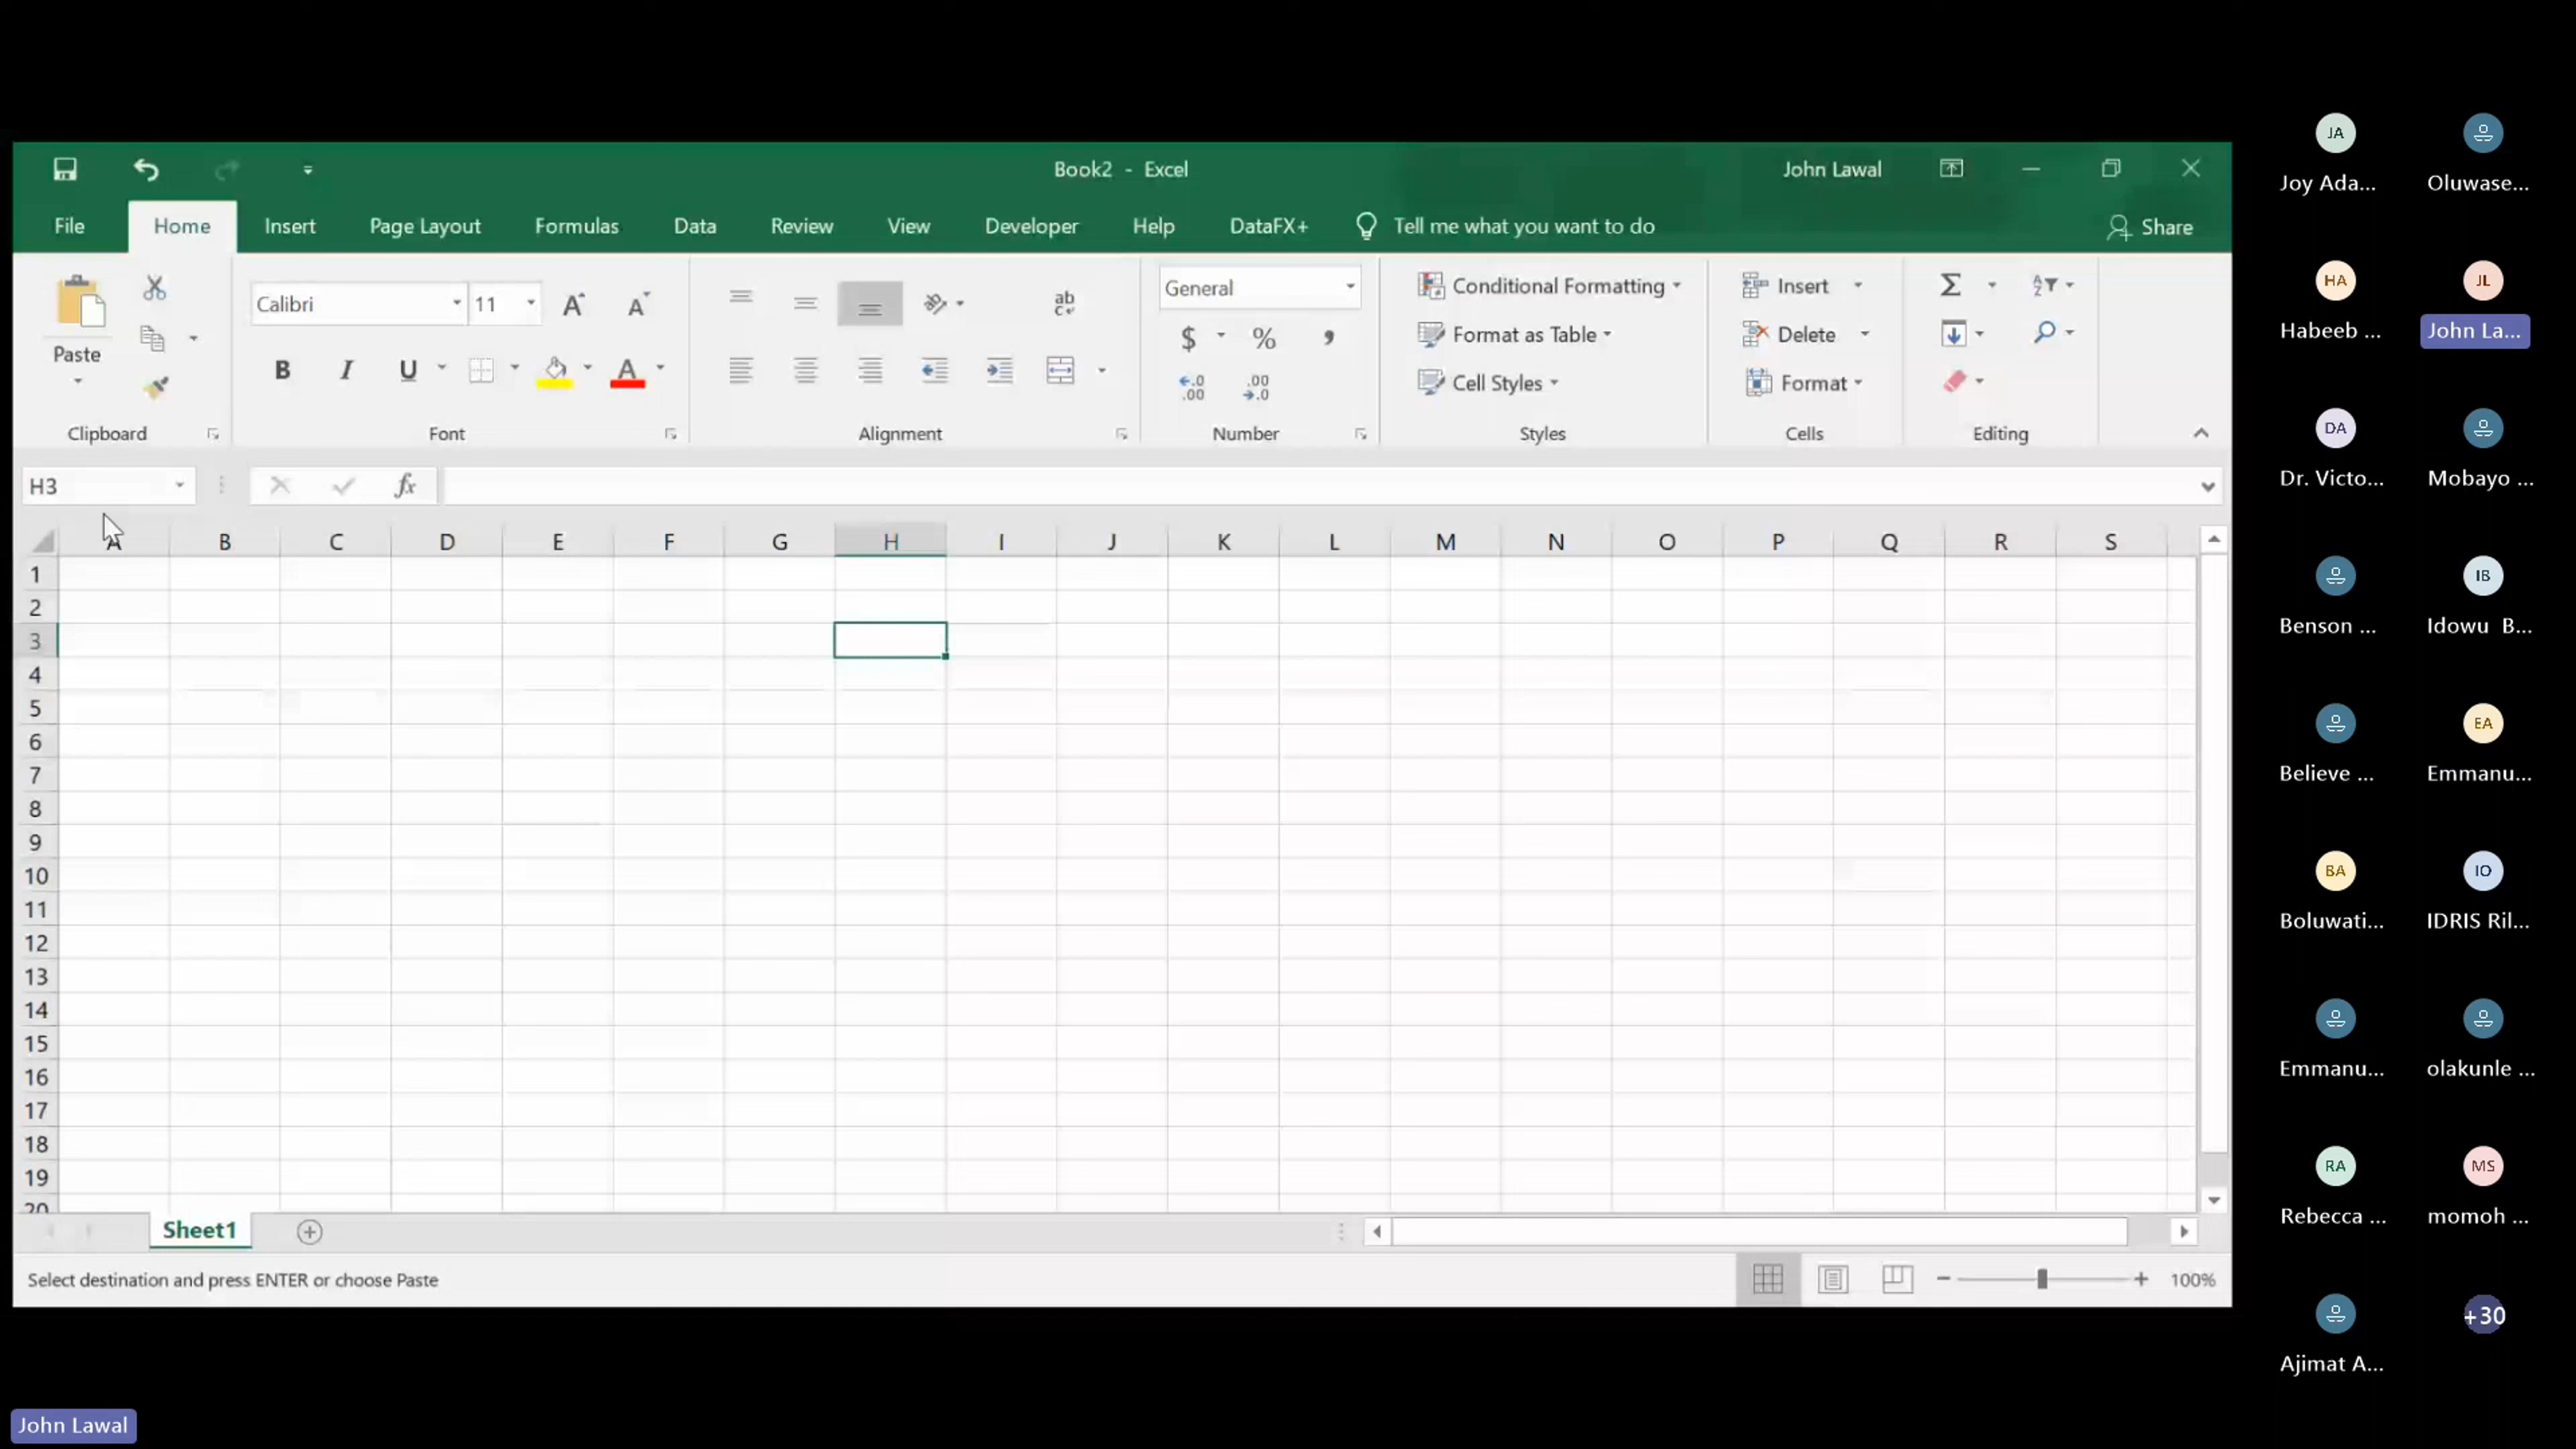 Book2 - Excel
John Lawal
File Home Insert Page Layout Formulas Data Review View Developer Help DataFX+ Tell me what you want to do Share
Paste
Clipboard
Calibri 11
B I U A
Font
ab
Alignment
General
$ % ,
.00
Number
Conditional Formatting
Format as Table
Cell Styles
Styles
Insert
Delete
Format
Cells
Editing
H3 fx
A B C D E F G H I J K L M N O P Q R S
1
2
3
4
5
6
7
8
9
10
11
12
13
14
15
16
17
18
19
20
Sheet1
Select destination and press ENTER or choose Paste
100%
JA
Joy Ada...
Oluwase...
HA
Habeeb ...
JL
John La...
DA
Dr. Victo...
Mobayo ...
Benson ...
IB
Idowu B...
Believe ...
EA
Emmanu...
BA
Boluwati...
IO
IDRIS Ril...
Emmanu...
olakunle ...
RA
Rebecca ...
MS
momoh ...
Ajimat A...
+30
John Lawal